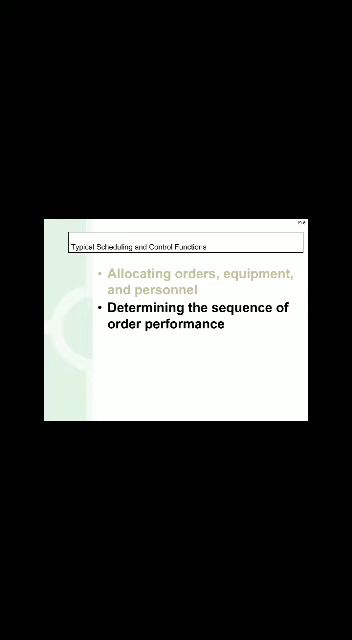 Typical Scheduling and Control Functions
• Allocating orders, equipment,
and personnel
• Determining the sequence of
order performance